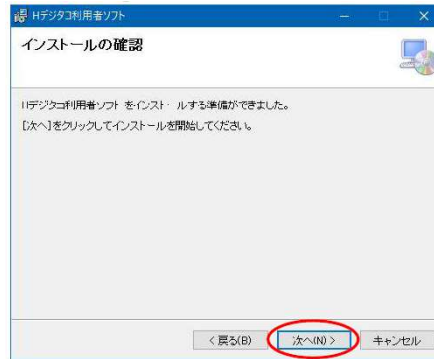 Hデジタコ利用者ソフト
インストールの確認
Hデジタコ利用者ソフト をインストールする準備ができました。
[次へ]をクリックしてインストールを開始してください。
< 戻る(B)
次へ(N) >
キャンセル